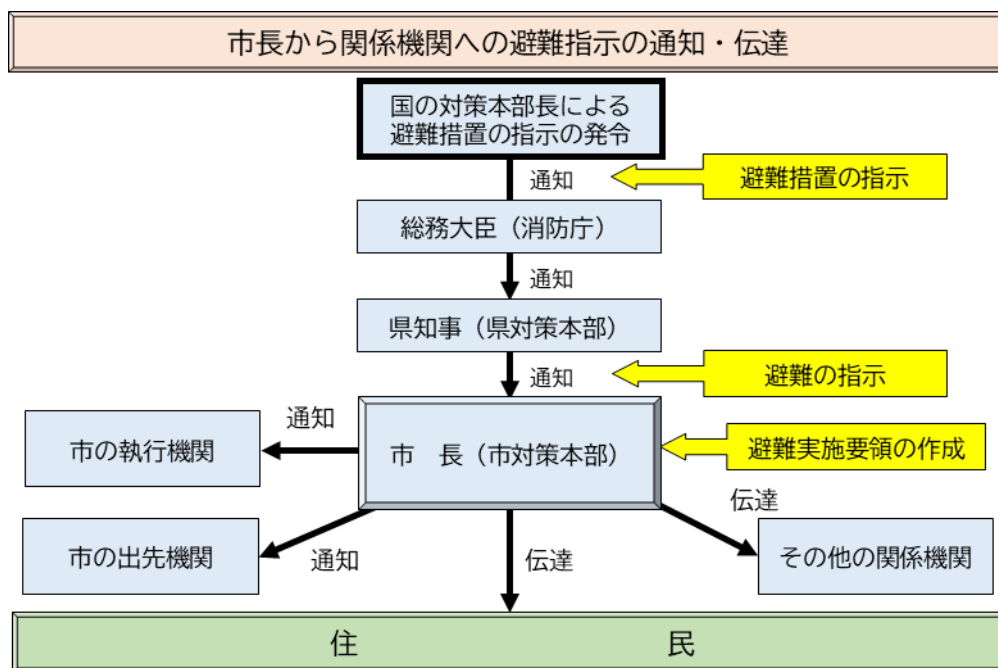 市長から関係機関への避難指示の通知・伝達
国の対策本部長による
避難措置の指示の発令
通知
避難措置の指示
総務大臣（消防庁）
通知
県知事（県対策本部）
通知
避難の指示
通知
市の執行機関
市　長（市対策本部）
避難実施要領の作成
伝達
市の出先機関
通知
伝達
その他の関係機関
住　民